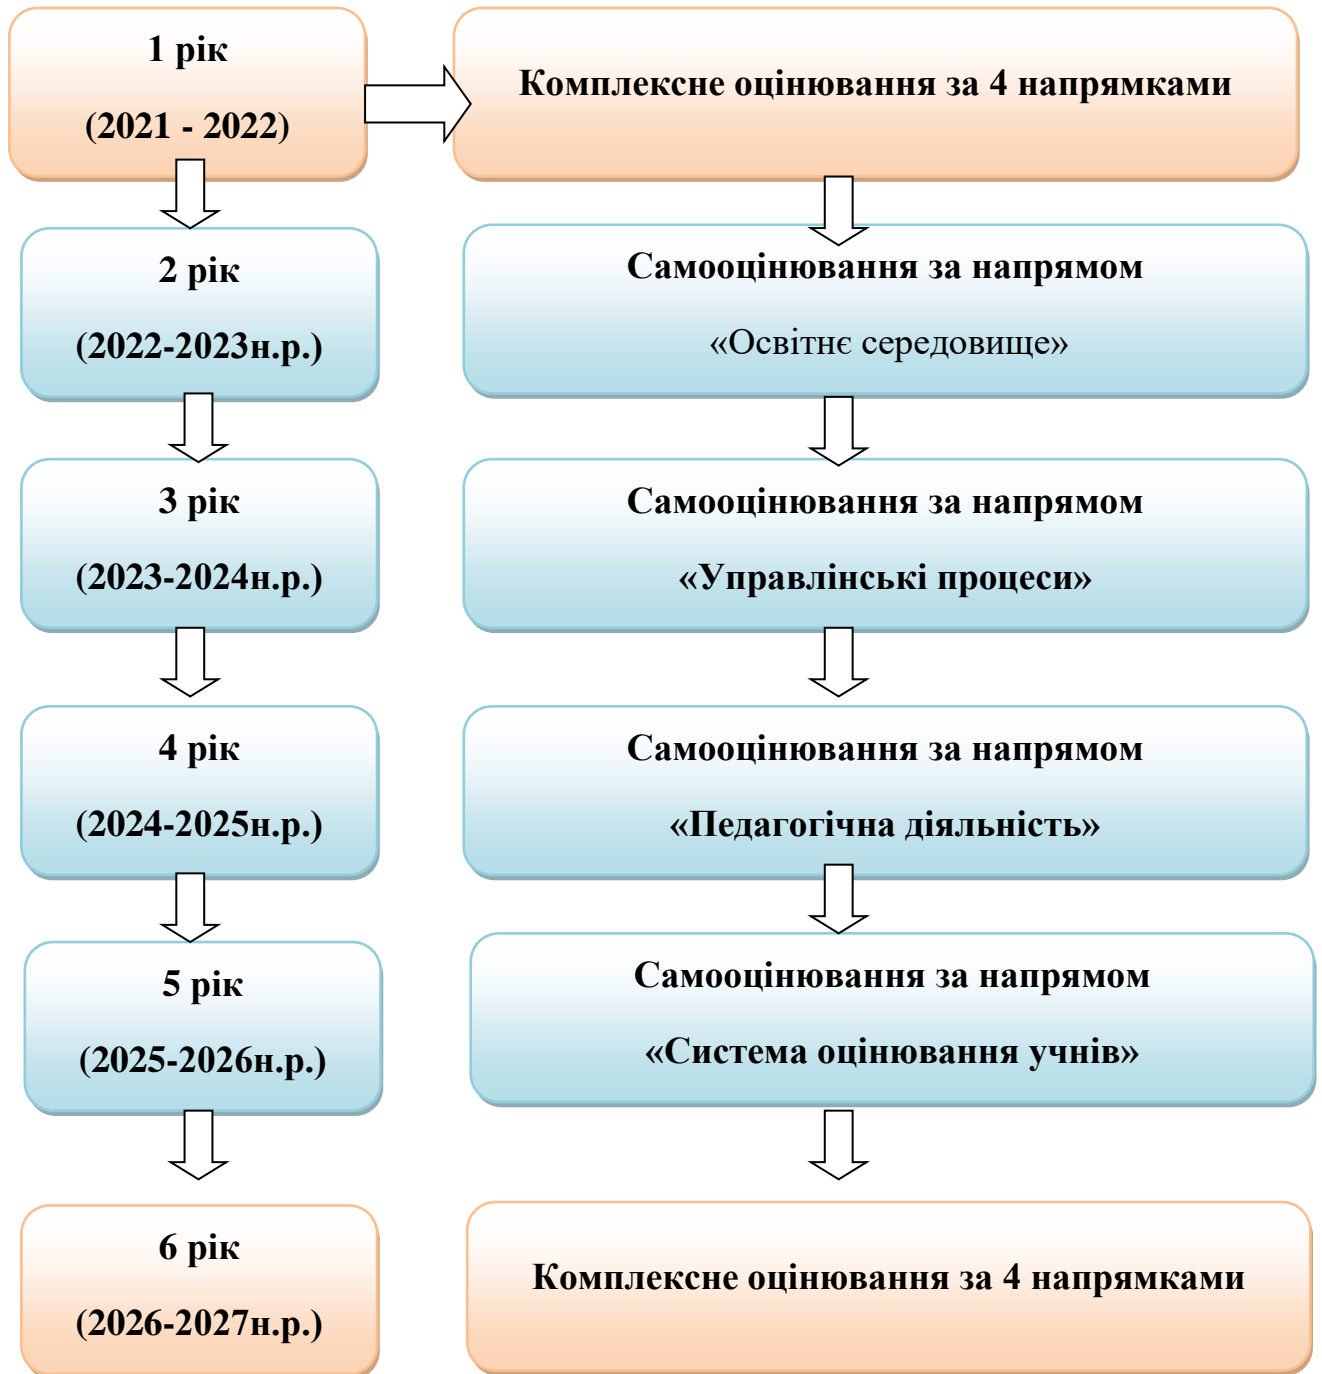 1 рік
(2021 - 2022)
Комплексне оцінювання за 4 напрямками
2 рік
(2022-2023н.р.)
Самооцінювання за напрямом
«Освітнє середовище»
3 рік
(2023-2024н.р.)
Самооцінювання за напрямом
«Управлінські процеси»
4 рік
(2024-2025н.р.)
Самооцінювання за напрямом
«Педагогічна діяльність»
5 рік
(2025-2026н.р.)
Самооцінювання за напрямом
«Система оцінювання учнів»
6 рік
(2026-2027н.р.)
Комплексне оцінювання за 4 напрямками